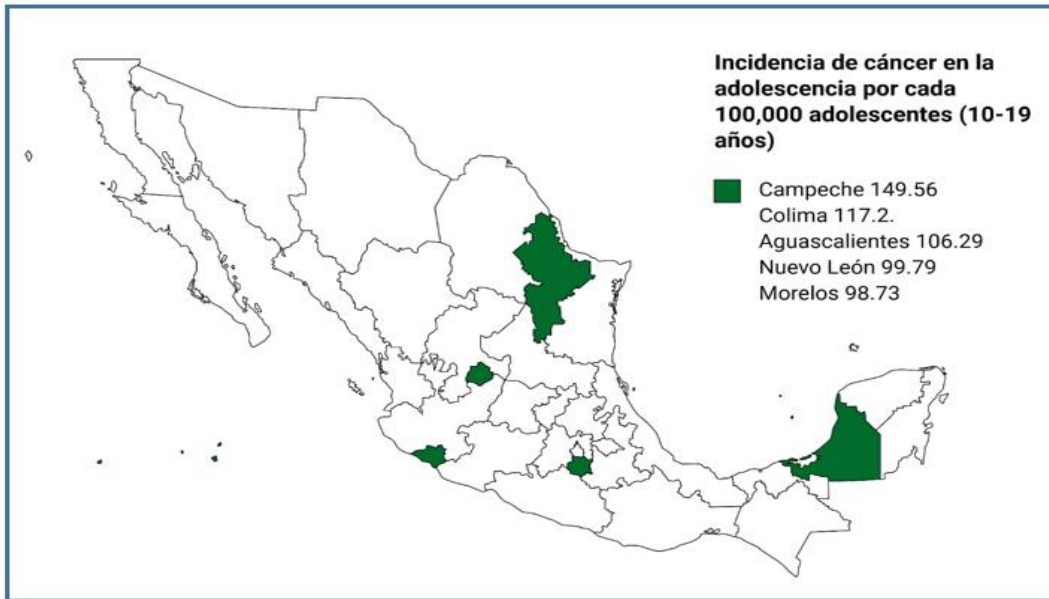 Incidencia de cáncer en la
adolescencia por cada
100,000 adolescentes (10-19
años)
Campeche 149.56
Colima 117.2.
Aguascalientes 106.29
Nuevo León 99.79
Morelos 98.73